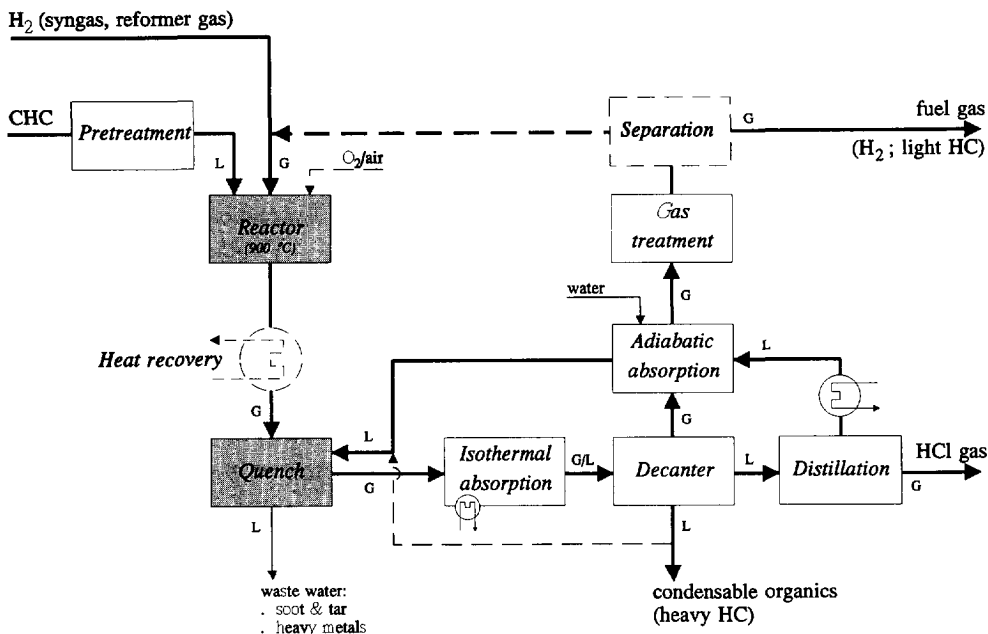 H2 (syngas, reformer gas)
CHC
Pretreatment
L
G
O2/air
Reactor
(900 °C)
Separation
G
fuel gas
(H2 ; light HC)
Gas
treatment
G
water
Adiabatic
absorption
L
Heat recovery
G
L
G
Quench
G
Isothermal
absorption
G/L
Decanter
L
Distillation
HCl gas
G
L
L
waste water:
. soot & tar
. heavy metals
condensable organics
(heavy HC)